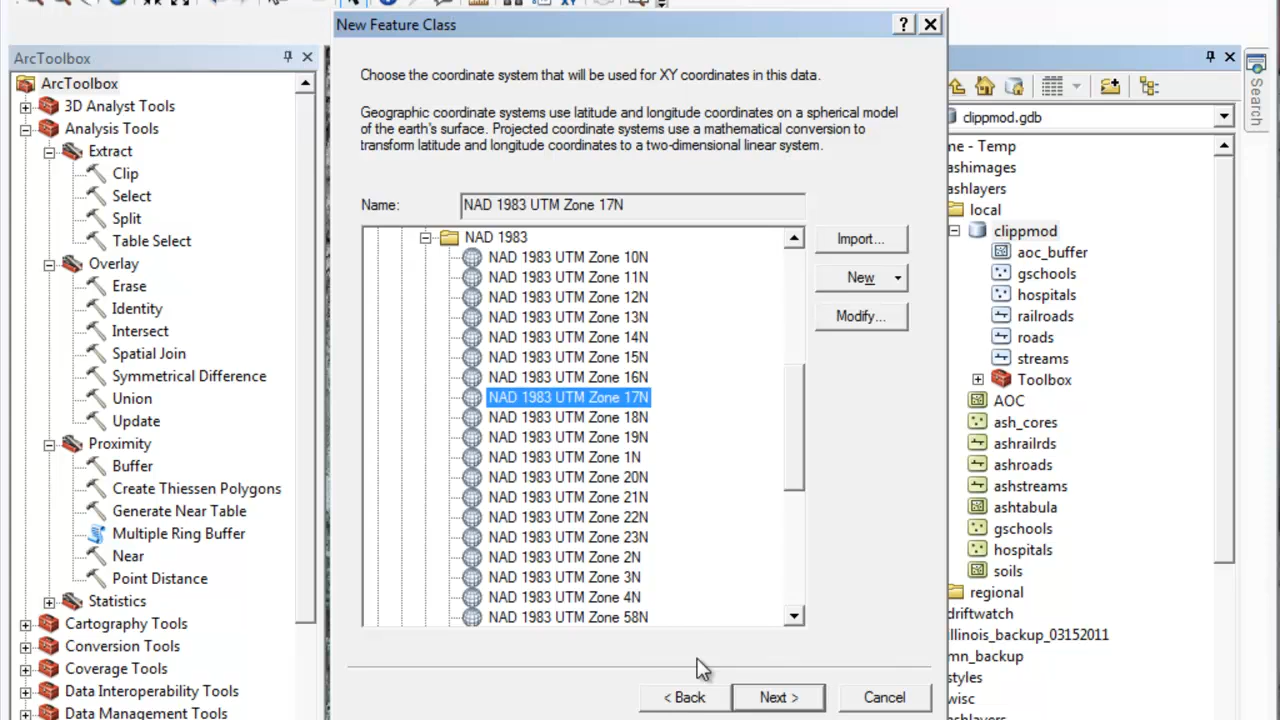 New Feature Class
?
ArcToolbox
ArcToolbox
3D Analyst Tools
Analysis Tools
Extract
Clip
Select
Split
Table Select
Overlay
Erase
Identity
Intersect
Spatial Join
Symmetrical Difference
Union
Update
Proximity
Buffer
Create Thiessen Polygons
Generate Near Table
Multiple Ring Buffer
Near
Point Distance
Statistics
Cartography Tools
Conversion Tools
Coverage Tools
Data Interoperability Tools
Data Management Tools
Choose the coordinate system that will be used for XY coordinates in this data.
Geographic coordinate systems use latitude and longitude coordinates on a spherical model
of the earth's surface. Projected coordinate systems use a mathematical conversion to
transform latitude and longitude coordinates to a two-dimensional linear system.
Name: NAD 1983 UTM Zone 17N
NAD 1983
NAD 1983 UTM Zone 10N
NAD 1983 UTM Zone 11N
NAD 1983 UTM Zone 12N
NAD 1983 UTM Zone 13N
NAD 1983 UTM Zone 14N
NAD 1983 UTM Zone 15N
NAD 1983 UTM Zone 16N
NAD 1983 UTM Zone 17N
NAD 1983 UTM Zone 18N
NAD 1983 UTM Zone 19N
NAD 1983 UTM Zone 1N
NAD 1983 UTM Zone 20N
NAD 1983 UTM Zone 21N
NAD 1983 UTM Zone 22N
NAD 1983 UTM Zone 23N
NAD 1983 UTM Zone 2N
NAD 1983 UTM Zone 3N
NAD 1983 UTM Zone 4N
NAD 1983 UTM Zone 58N
Import...
New
Modify...
< Back
Next >
Cancel
clippmod.gdb
ne - Temp
ashimages
ashlayers
local
clippmod
aoc_buffer
gschools
hospitals
railroads
roads
streams
Toolbox
AOC
ash_cores
ashrailrds
ashroads
ashstreams
ashtabula
gschools
hospitals
soils
regional
driftwatch
llinois_backup_03152011
mn_backup
styles
wisc
ashlayers
Search